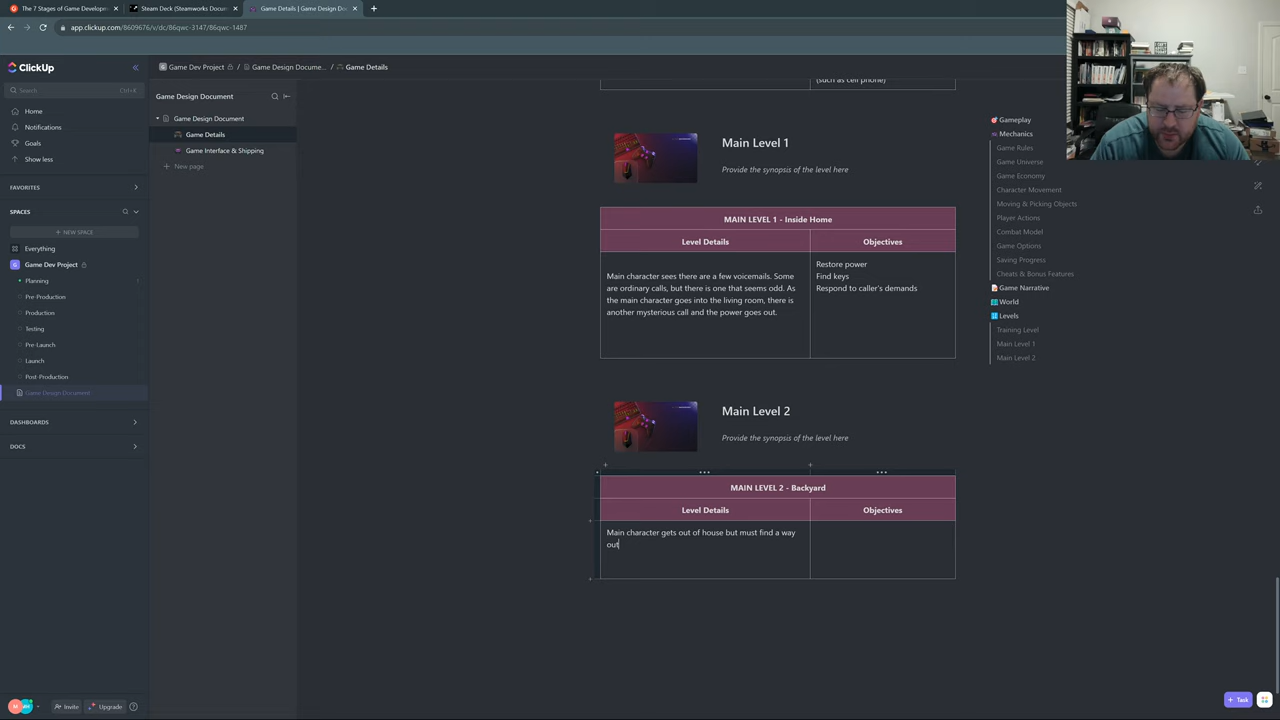 The 7 Stages of Game Developm
Steam Deck (Steamworks Docum
Game Details | Game Design Do
app.clickup.com/8609676/v/dc/86qwc-3147/86qwc-1487
ClickUp
Search
Ctrl+K
Home
Notifications
Goals
Show less
FAVORITES
SPACES
NEW SPACE
Everything
G
Game Dev Project
Planning
Pre-Production
Production
Testing
Pre-Launch
Launch
Post-Production
Game Design Document
DASHBOARDS
DOCS
Invite
Upgrade
Game Dev Project / Game Design Docume... / Game Details
Game Design Document
Game Design Document
Game Details
Game Interface & Shipping
New page
(such as cell phone)
Main Level 1
Provide the synopsis of the level here
MAIN LEVEL 1 - Inside Home
Level Details
Objectives
Main character sees there are a few voicemails. Some
are ordinary calls, but there is one that seems odd. As
the main character goes into the living room, there is
another mysterious call and the power goes out.
Restore power
Find keys
Respond to caller's demands
Main Level 2
Provide the synopsis of the level here
MAIN LEVEL 2 - Backyard
Level Details
Objectives
Main character gets out of house but must find a way
out
Gameplay
Mechanics
Game Rules
Game Universe
Game Economy
Character Movement
Moving & Picking Objects
Player Actions
Combat Model
Game Options
Saving Progress
Cheats & Bonus Features
Game Narrative
World
Levels
Training Level
Main Level 1
Main Level 2
+ Task